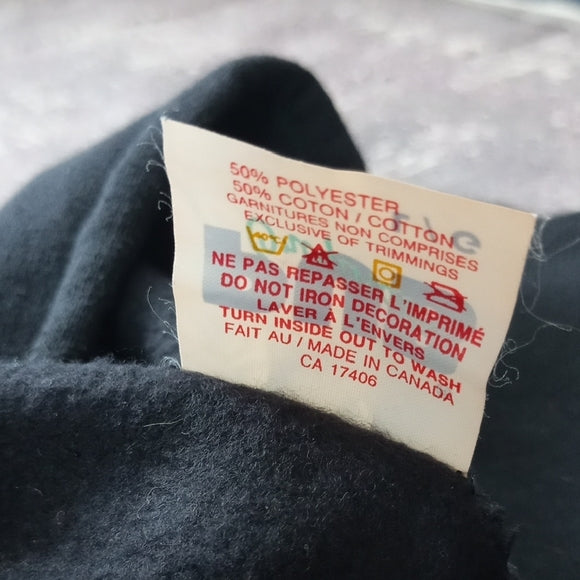 50% POLYESTER
50% COTON / COTTON
GARNITURES NON COMPRISES
EXCLUSIVE OF TRIMMINGS
NE PAS REPASSER L'IMPRIMÉ
DO NOT IRON DECORATION
LAVER À L'ENVERS
TURN INSIDE OUT TO WASH
FAIT AU / MADE IN CANADA
CA 17406